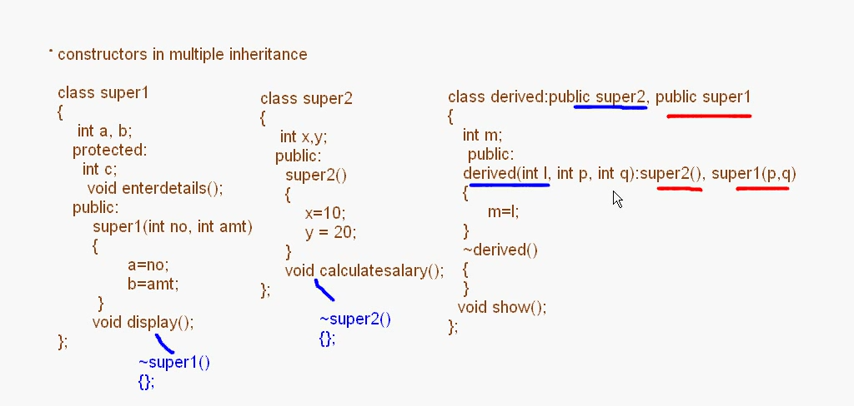 * constructors in multiple inheritance
class super1
{
int a, b;
protected:
int c;
void enterdetails();
public:
super1(int no, int amt)
{
a=no;
b=amt;
}
void display();
};
~super1()
{};
class super2
{
int x,y;
public:
super2()
{
x=10;
y = 20;
}
void calculatesalary();
};
~super2()
{};
class derived:public super2, public super1
{
int m;
public:
derived(int l, int p, int q):super2(), super1(p,q)
{
m=l;
}
~derived()
{
}
void show();
};